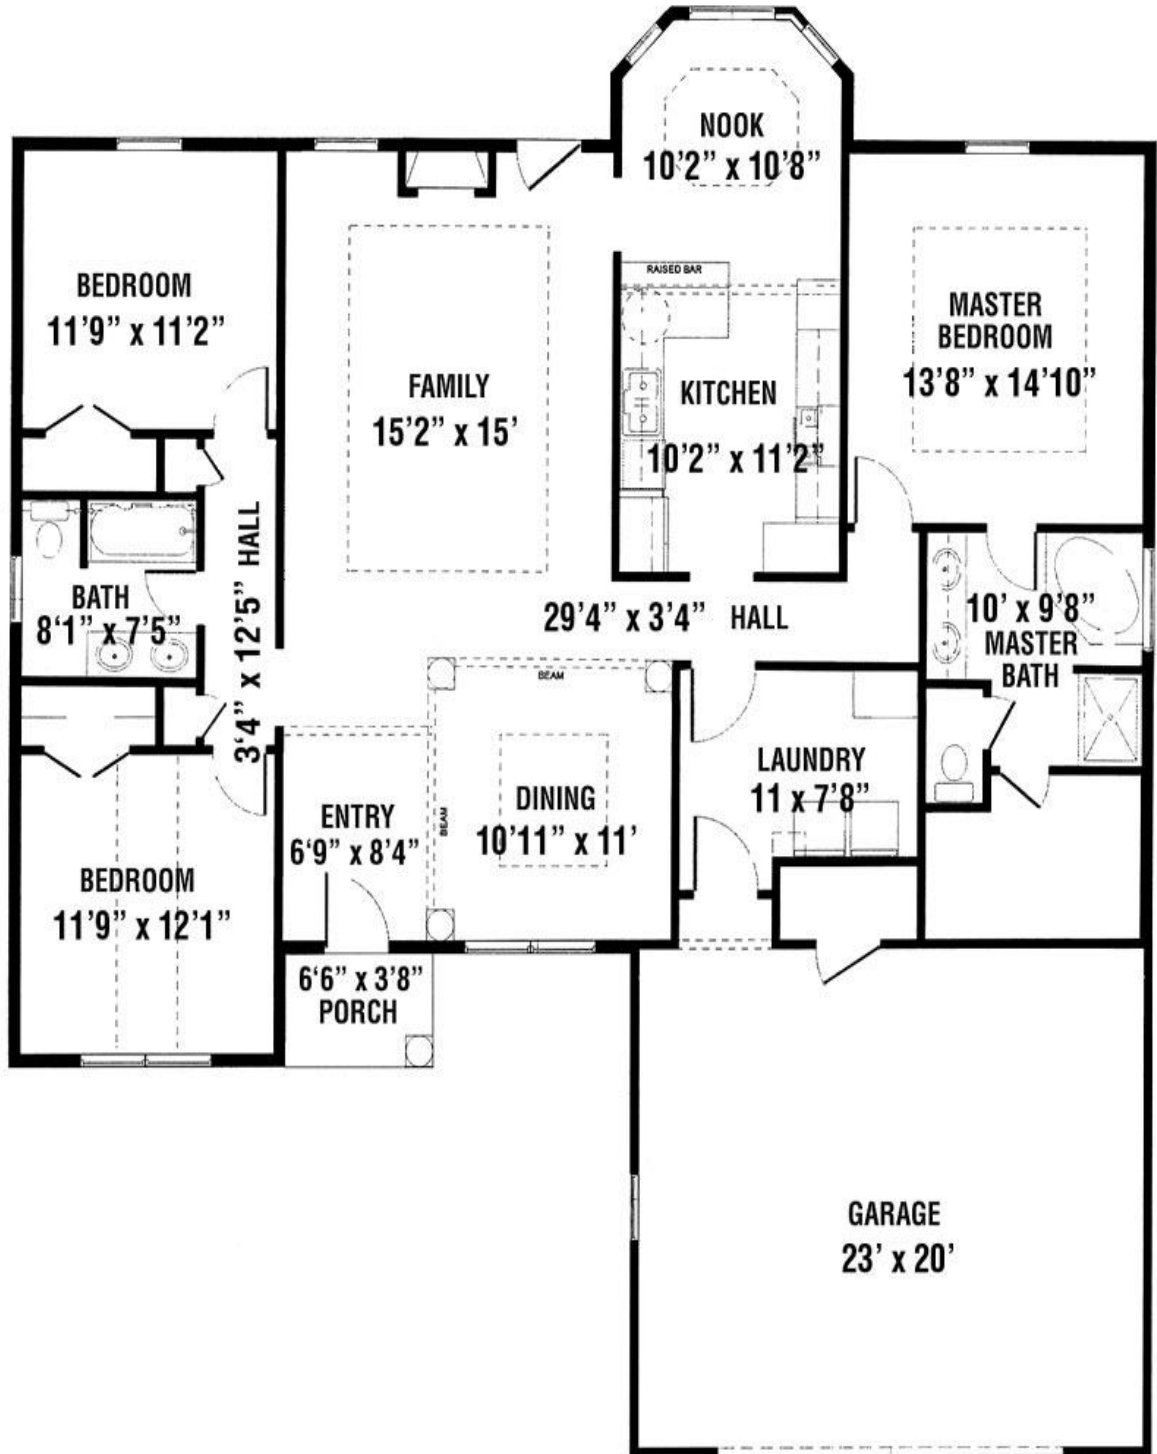 NOOK
10’2” x 10’8”
BEDROOM
11’9” x 11’2”
RAISED BAR
MASTER
BEDROOM
13’8” x 14’10”
FAMILY
15’2” x 15’
KITCHEN
10’2” x 11’2”
HALL
3‘4” x 12’5”
BATH
8‘1” x 7’5”
29’4” x 3’4” HALL
10’ x 9’8”
MASTER
BATH
BEAM
LAUNDRY
11 x 7’8”
ENTRY
6’9” x 8’4”
BEAM
DINING
10’11” x 11’
BEDROOM
11’9” x 12’1”
6‘6” x 3’8”
PORCH
GARAGE
23’ x 20’